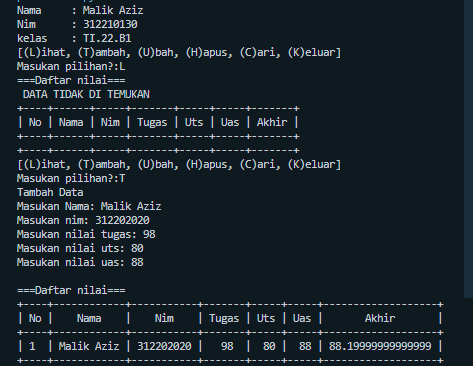 Nama     : Malik Aziz
Nim      : 312210130
kelas    : TI.22.B1
[(L)ihat, (T)ambah, (U)bah, (H)apus, (C)ari, (K)eluar]
Masukan pilihan?:L
===Daftar nilai===
 DATA TIDAK DI TEMUKAN
+----+------+-----+-------+-----+-----+-------+
| No | Nama | Nim | Tugas | Uts | Uas | Akhir |
+----+------+-----+-------+-----+-----+-------+
+----+------+-----+-------+-----+-----+-------+
[(L)ihat, (T)ambah, (U)bah, (H)apus, (C)ari, (K)eluar]
Masukan pilihan?:T
Tambah Data
Masukan Nama: Malik Aziz
Masukan nim: 312202020
Masukan nilai tugas: 98
Masukan nilai uts: 80
Masukan nilai uas: 88
===Daftar nilai===
+----+------------+-----------+-------+-----+-----+-------------------+
| No |    Nama    |    Nim    | Tugas | Uts | Uas |       Akhir       |
+----+------------+-----------+-------+-----+-----+-------------------+
| 1  | Malik Aziz | 312202020 |   98  |  80 |  88 | 88.19999999999999 |
+----+------------+-----------+-------+-----+-----+-------------------+